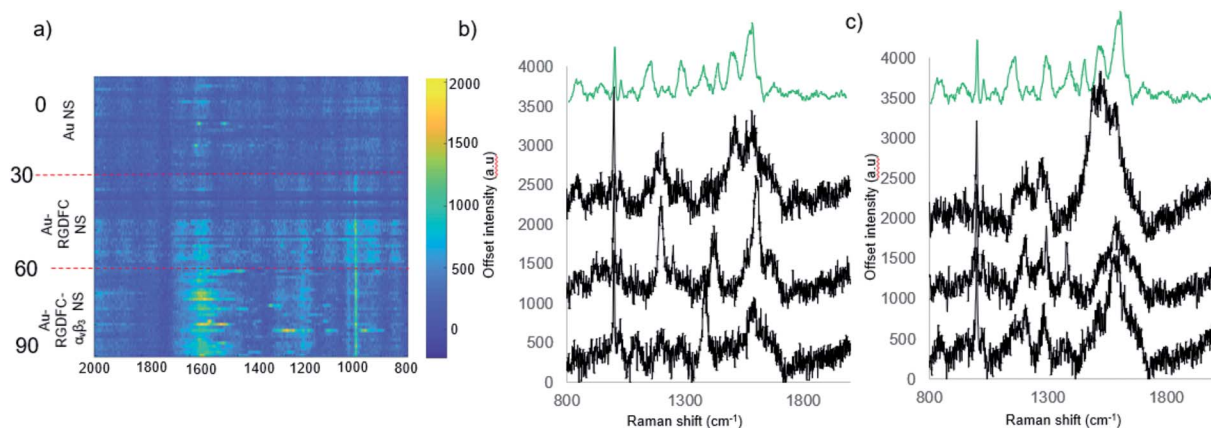 a)
0
Au NS
30
Au-
RGDFC
NS
60
Au-
RGDFC-
αvβ3 NS
90
2000 1800 1600 1400 1200 1000 800
2000
1500
1000
500
0
b)
Offset intensity (a.u)
4000
3500
3000
2500
2000
1500
1000
500
0
800 1300 1800
Raman shift (cm-1)
c)
Offset intensity (a.u)
4000
3500
3000
2500
2000
1500
1000
500
0
800 1300 1800
Raman shift (cm-1)